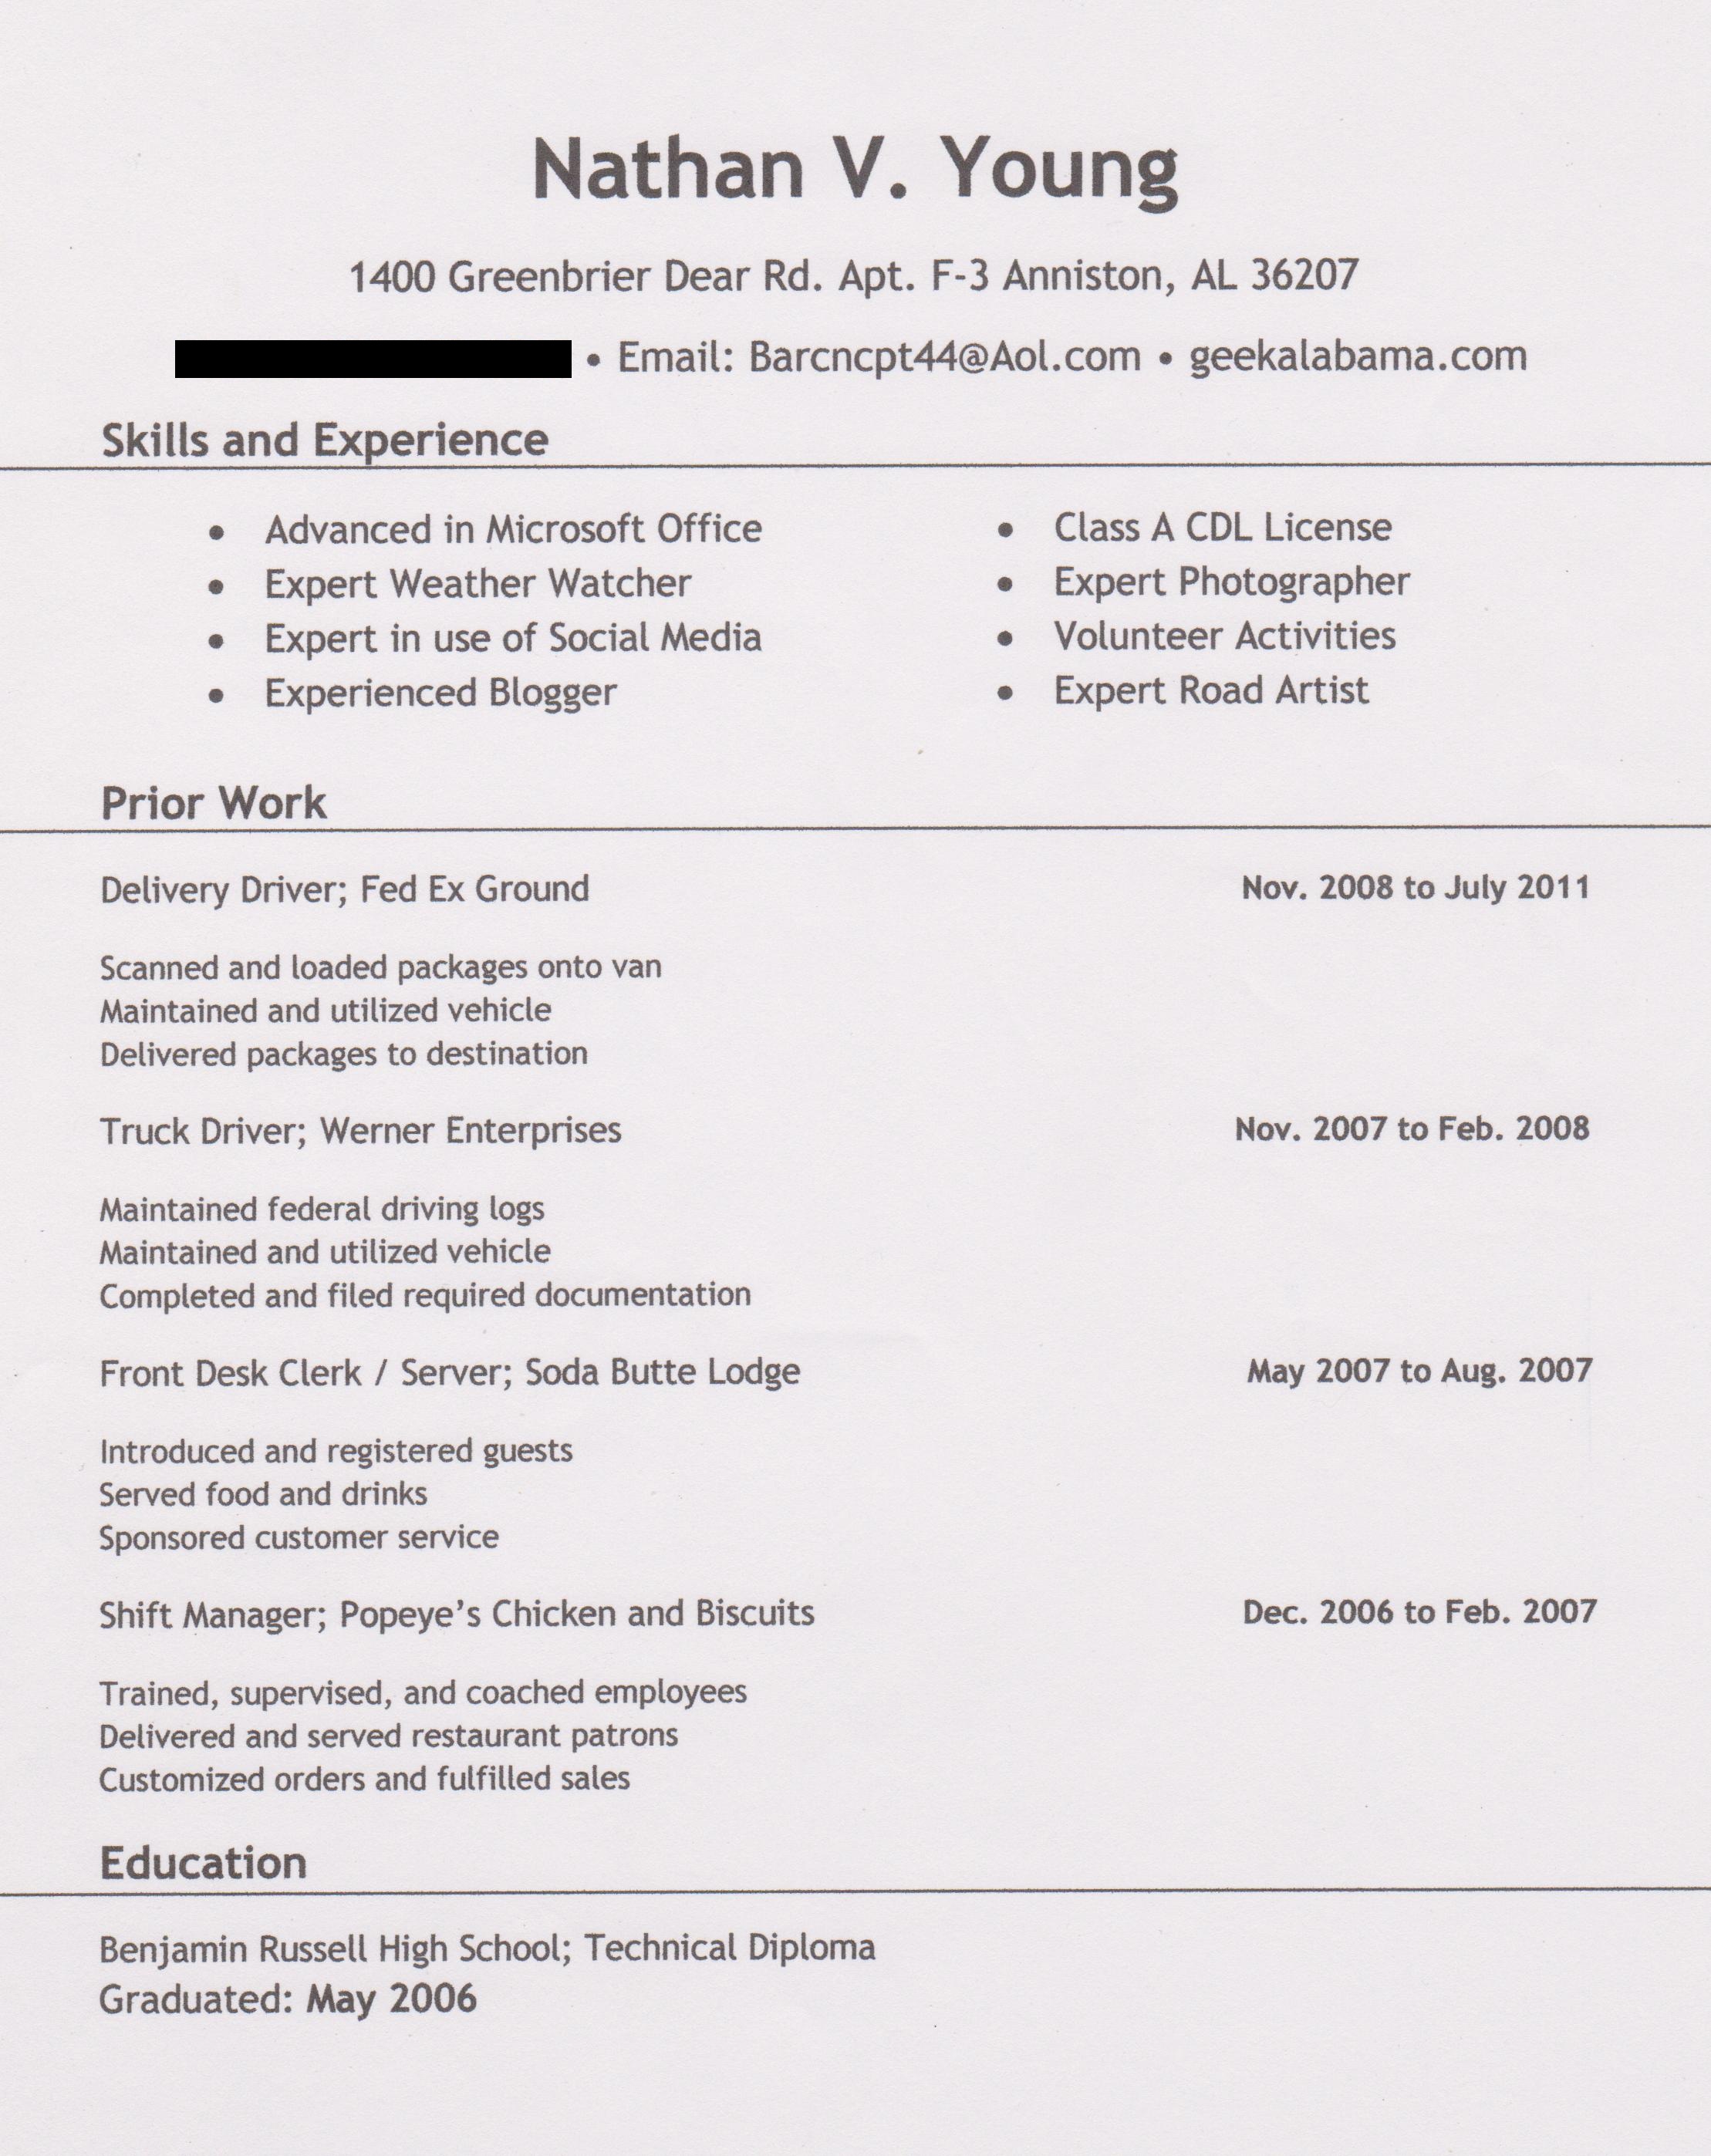 Nathan V. Young
1400 Greenbrier Dear Rd. Apt. F-3 Anniston, AL 36207
• Email: Barcncpt44@Aol.com • geekalabama.com
Skills and Experience
• Advanced in Microsoft Office
• Expert Weather Watcher
• Expert in use of Social Media
• Experienced Blogger
• Class A CDL License
• Expert Photographer
• Volunteer Activities
• Expert Road Artist
Prior Work
Delivery Driver; Fed Ex Ground Nov. 2008 to July 2011
Scanned and loaded packages onto van
Maintained and utilized vehicle
Delivered packages to destination
Truck Driver; Werner Enterprises Nov. 2007 to Feb. 2008
Maintained federal driving logs
Maintained and utilized vehicle
Completed and filed required documentation
Front Desk Clerk / Server; Soda Butte Lodge May 2007 to Aug. 2007
Introduced and registered guests
Served food and drinks
Sponsored customer service
Shift Manager; Popeye’s Chicken and Biscuits Dec. 2006 to Feb. 2007
Trained, supervised, and coached employees
Delivered and served restaurant patrons
Customized orders and fulfilled sales
Education
Benjamin Russell High School; Technical Diploma
Graduated: May 2006